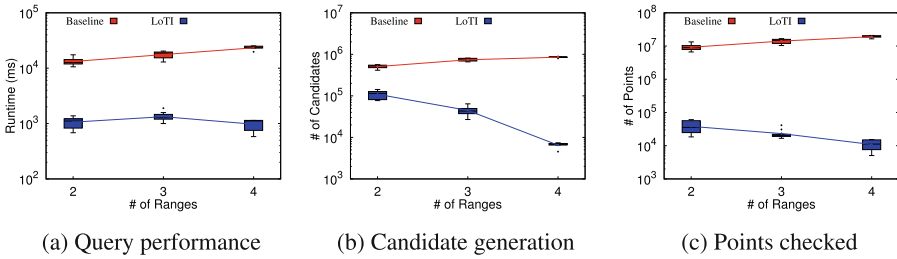 Baseline LoTI
Runtime (ms)
10^5
10^4
10^3
10^2
2 3 4
# of Ranges
(a) Query performance
Baseline LoTI
# of Candidates
10^7
10^6
10^5
10^4
10^3
2 3 4
# of Ranges
(b) Candidate generation
Baseline LoTI
# of Points
10^8
10^7
10^6
10^5
10^4
10^3
2 3 4
# of Ranges
(c) Points checked